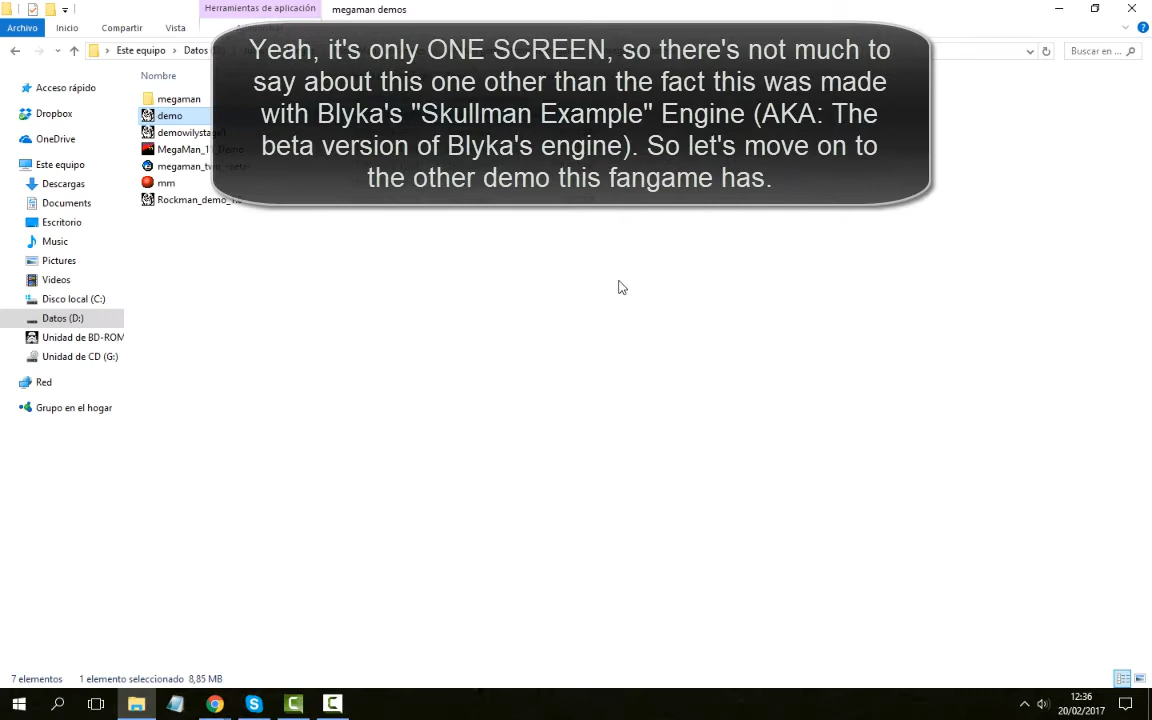 Herramientas de aplicación
megaman demos
Archivo
Inicio
Compartir
Vista
Yeah, it's only ONE SCREEN, so there's not much to
say about this one other than the fact this was made
with Blyka's "Skullman Example" Engine (AKA: The
beta version of Blyka's engine). So let's move on to
the other demo this fangame has.
Este equipo
Datos
Buscar en ...
Nombre
megaman
demo
demowilystage
MegaMan_1
mm
Rockman_demo
Acceso rápido
Dropbox
OneDrive
Este equipo
Descargas
Documents
Escritorio
Music
Pictures
Videos
Disco local (C:)
Datos (D:)
Unidad de BD-ROM
Unidad de CD (G:)
Red
Grupo en el hogar
7 elementos
1 elemento seleccionado 8,85 MB
12:36
20/02/2017